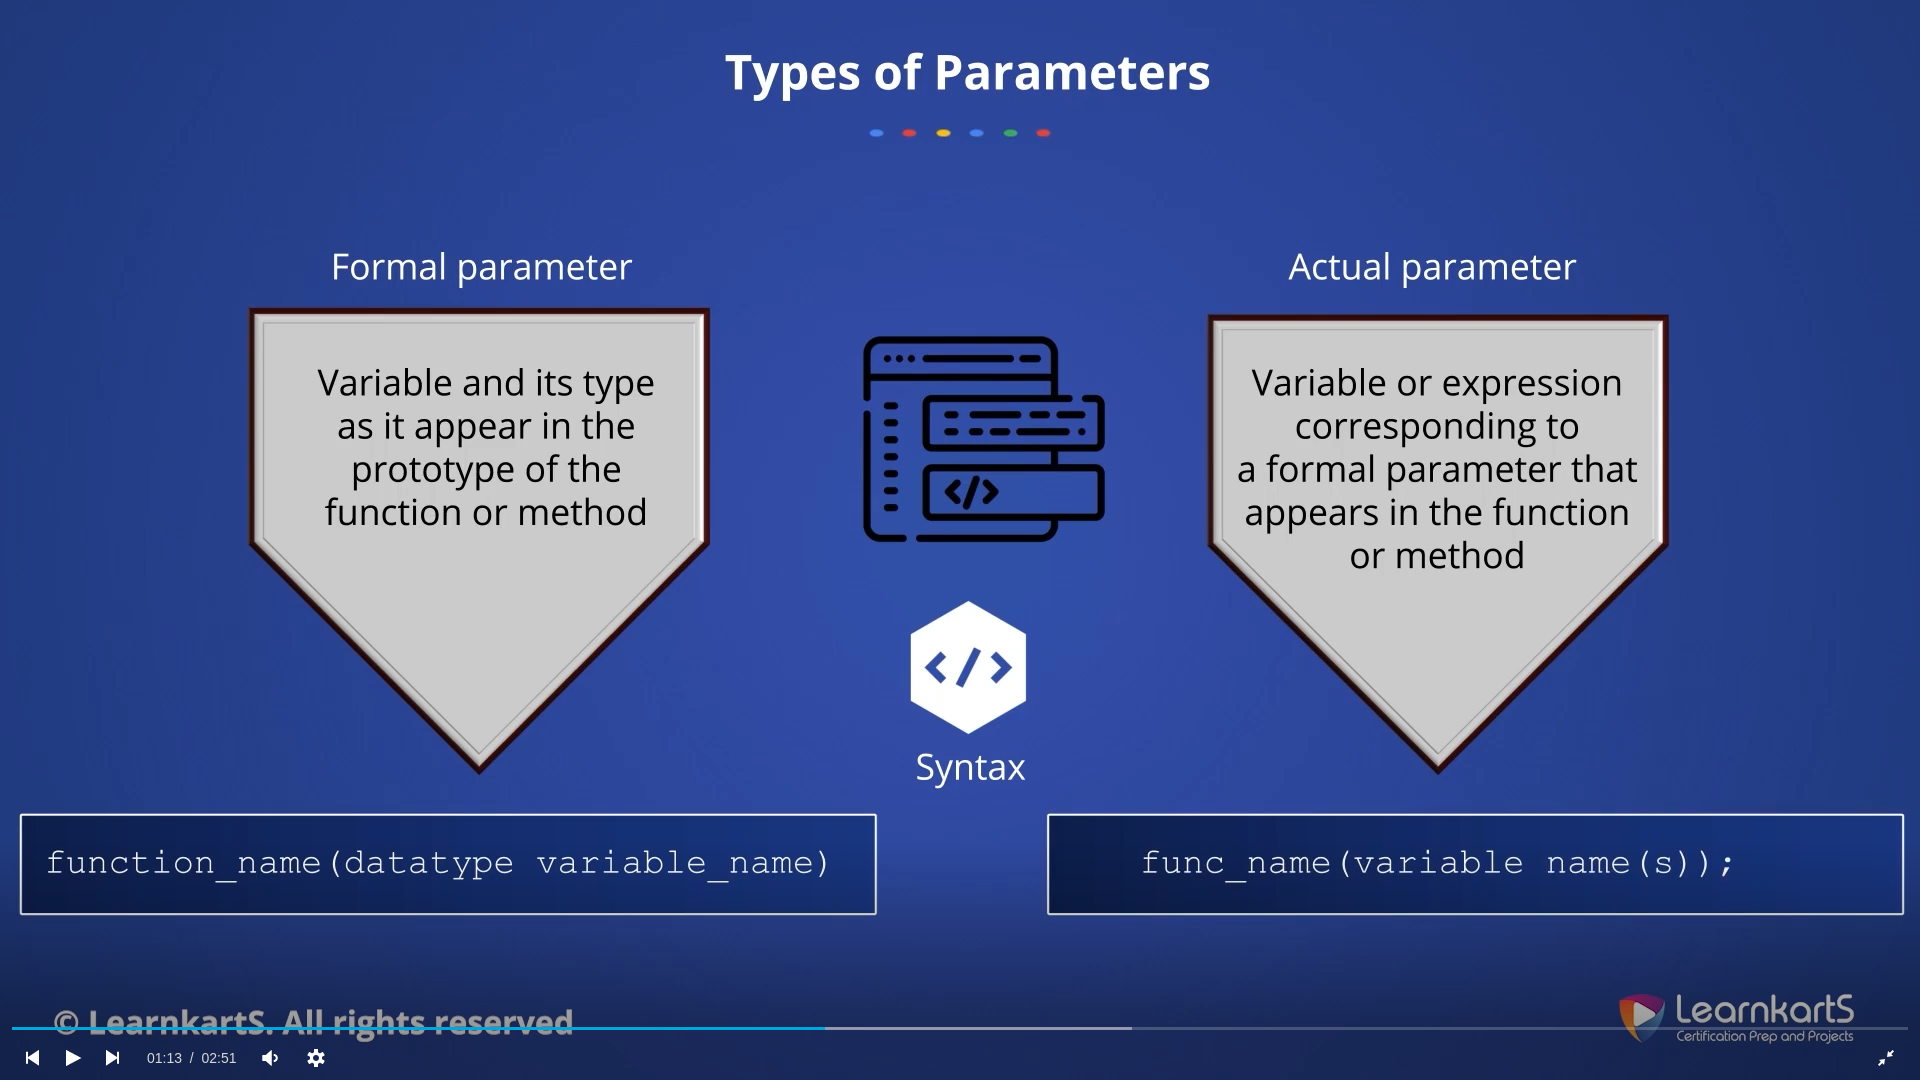 Types of Parameters
Formal parameter
Variable and its type
as it appear in the
prototype of the
function or method
Actual parameter
Variable or expression
corresponding to
a formal parameter that
appears in the function
or method
</>
</>
Syntax
function_name(datatype variable_name)
func_name(variable name(s));
© LearnkartS. All rights reserved
LearnkartS
Certification Prep and Projects
01:13 / 02:51